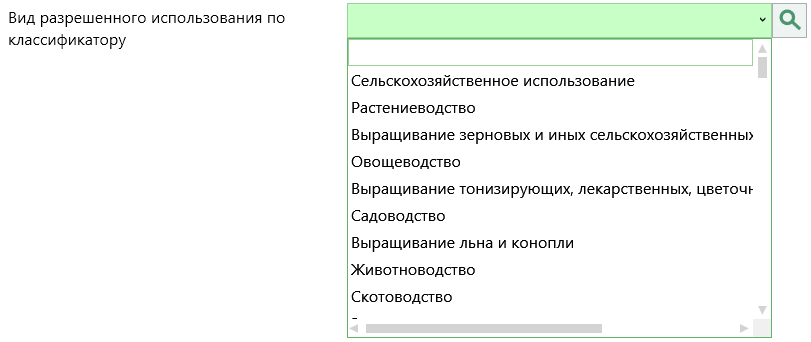 Вид разрешенного использования по
классификатору
Сельскохозяйственное использование
Растениеводство
Выращивание зерновых и иных сельскохозяйственных
Овощеводство
Выращивание тонизирующих, лекарственных, цветочн
Садоводство
Выращивание льна и конопли
Животноводство
Скотоводство